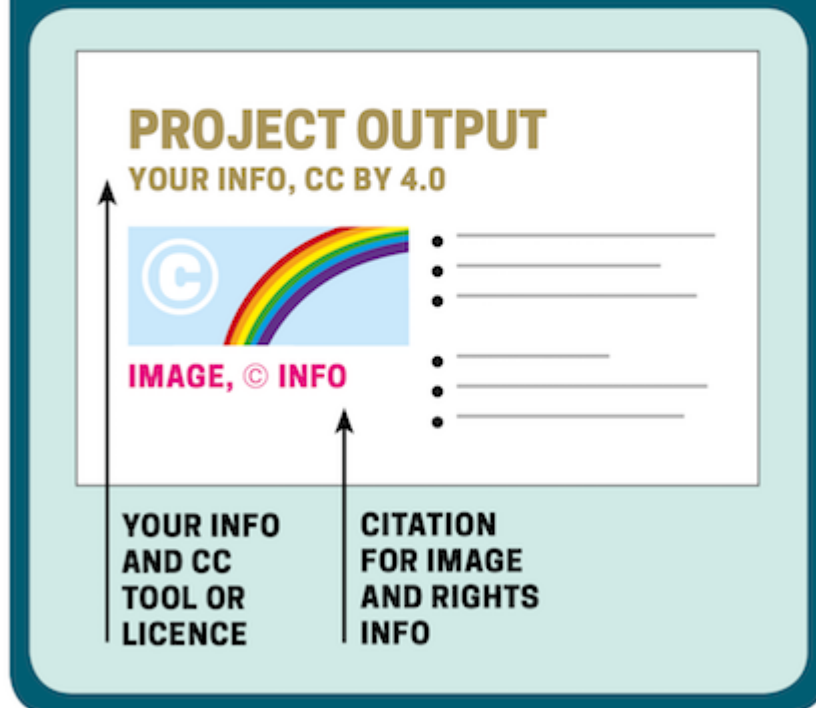 PROJECT OUTPUT
YOUR INFO, CC BY 4.0
©
IMAGE, © INFO
YOUR INFO
AND CC
TOOL OR
LICENCE
CITATION
FOR IMAGE
AND RIGHTS
INFO